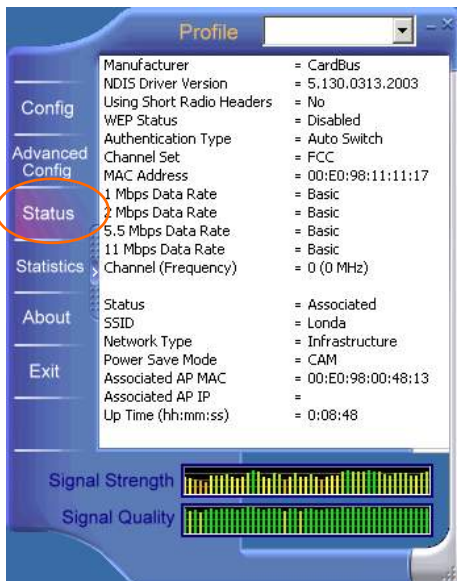 Profile
Config
Advanced
Config
Status
Statistics
About
Exit
Manufacturer = CardBus
NDIS Driver Version = 5.130.0313.2003
Using Short Radio Headers = No
WEP Status = Disabled
Authentication Type = Auto Switch
Channel Set = FCC
MAC Address = 00:E0:98:11:11:17
1 Mbps Data Rate = Basic
2 Mbps Data Rate = Basic
5.5 Mbps Data Rate = Basic
11 Mbps Data Rate = Basic
Channel (Frequency) = 0 (0 MHz)
Status = Associated
SSID = Londa
Network Type = Infrastructure
Power Save Mode = CAM
Associated AP MAC = 00:E0:98:00:48:13
Associated AP IP =
Up Time (hh:mm:ss) = 0:08:48
Signal Strength
Signal Quality